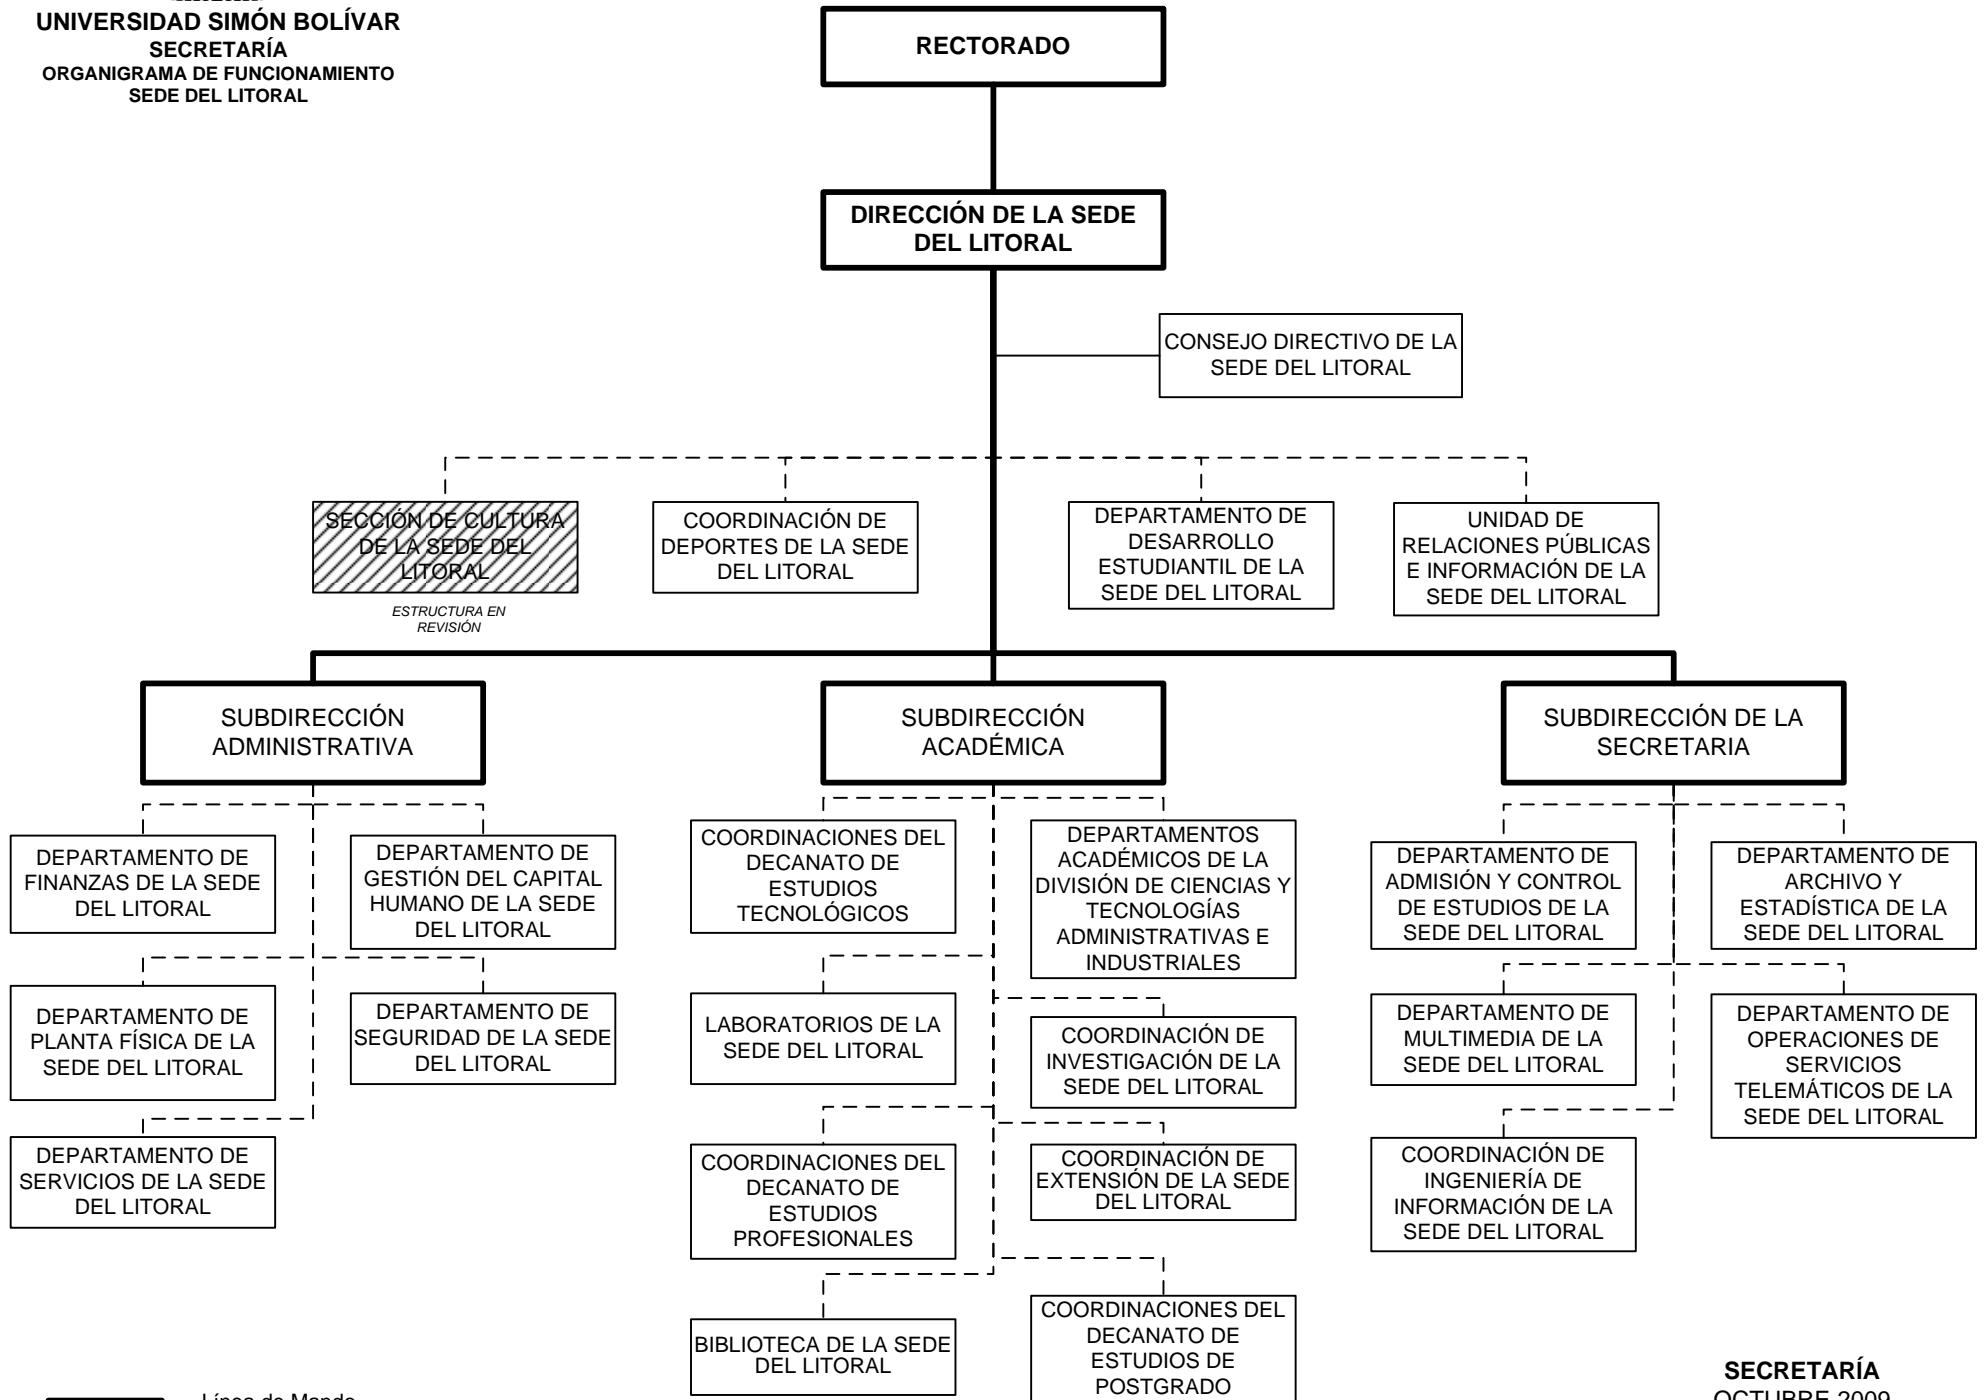 UNIVERSIDAD SIMÓN BOLÍVAR
SECRETARÍA
ORGANIGRAMA DE FUNCIONAMIENTO
SEDE DEL LITORAL
RECTORADO
DIRECCIÓN DE LA SEDE
DEL LITORAL
CONSEJO DIRECTIVO DE LA
SEDE DEL LITORAL
SECCIÓN DE CULTURA
DE LA SEDE DEL
LITORAL
ESTRUCTURA EN
REVISIÓN
COORDINACIÓN DE
DEPORTES DE LA SEDE
DEL LITORAL
DEPARTAMENTO DE
DESARROLLO
ESTUDIANTIL DE LA
SEDE DEL LITORAL
UNIDAD DE
RELACIONES PÚBLICAS
E INFORMACIÓN DE LA
SEDE DEL LITORAL
SUBDIRECCIÓN
ADMINISTRATIVA
SUBDIRECCIÓN
ACADÉMICA
SUBDIRECCIÓN DE LA
SECRETARIA
DEPARTAMENTO DE
FINANZAS DE LA SEDE
DEL LITORAL
DEPARTAMENTO DE
GESTIÓN DEL CAPITAL
HUMANO DE LA SEDE
DEL LITORAL
DEPARTAMENTO DE
PLANTA FÍSICA DE LA
SEDE DEL LITORAL
DEPARTAMENTO DE
SEGURIDAD DE LA SEDE
DEL LITORAL
DEPARTAMENTO DE
SERVICIOS DE LA SEDE
DEL LITORAL
COORDINACIONES DEL
DECANATO DE
ESTUDIOS
TECNOLÓGICOS
DEPARTAMENTOS
ACADÉMICOS DE LA
DIVISIÓN DE CIENCIAS Y
TECNOLOGÍAS
ADMINISTRATIVAS E
INDUSTRIALES
LABORATORIOS DE LA
SEDE DEL LITORAL
COORDINACIÓN DE
INVESTIGACIÓN DE LA
SEDE DEL LITORAL
COORDINACIONES DEL
DECANATO DE
ESTUDIOS
PROFESIONALES
COORDINACIÓN DE
EXTENSIÓN DE LA SEDE
DEL LITORAL
BIBLIOTECA DE LA SEDE
DEL LITORAL
COORDINACIONES DEL
DECANATO DE
ESTUDIOS DE
POSTGRADO
DEPARTAMENTO DE
ADMISIÓN Y CONTROL
DE ESTUDIOS DE LA
SEDE DEL LITORAL
DEPARTAMENTO DE
ARCHIVO Y
ESTADÍSTICA DE LA
SEDE DEL LITORAL
DEPARTAMENTO DE
MULTIMEDIA DE LA
SEDE DEL LITORAL
DEPARTAMENTO DE
OPERACIONES DE
SERVICIOS
TELEMÁTICOS DE LA
SEDE DEL LITORAL
COORDINACIÓN DE
INGENIERÍA DE
INFORMACIÓN DE LA
SEDE DEL LITORAL
Línea de Mando
SECRETARÍA
OCTUBRE 2009